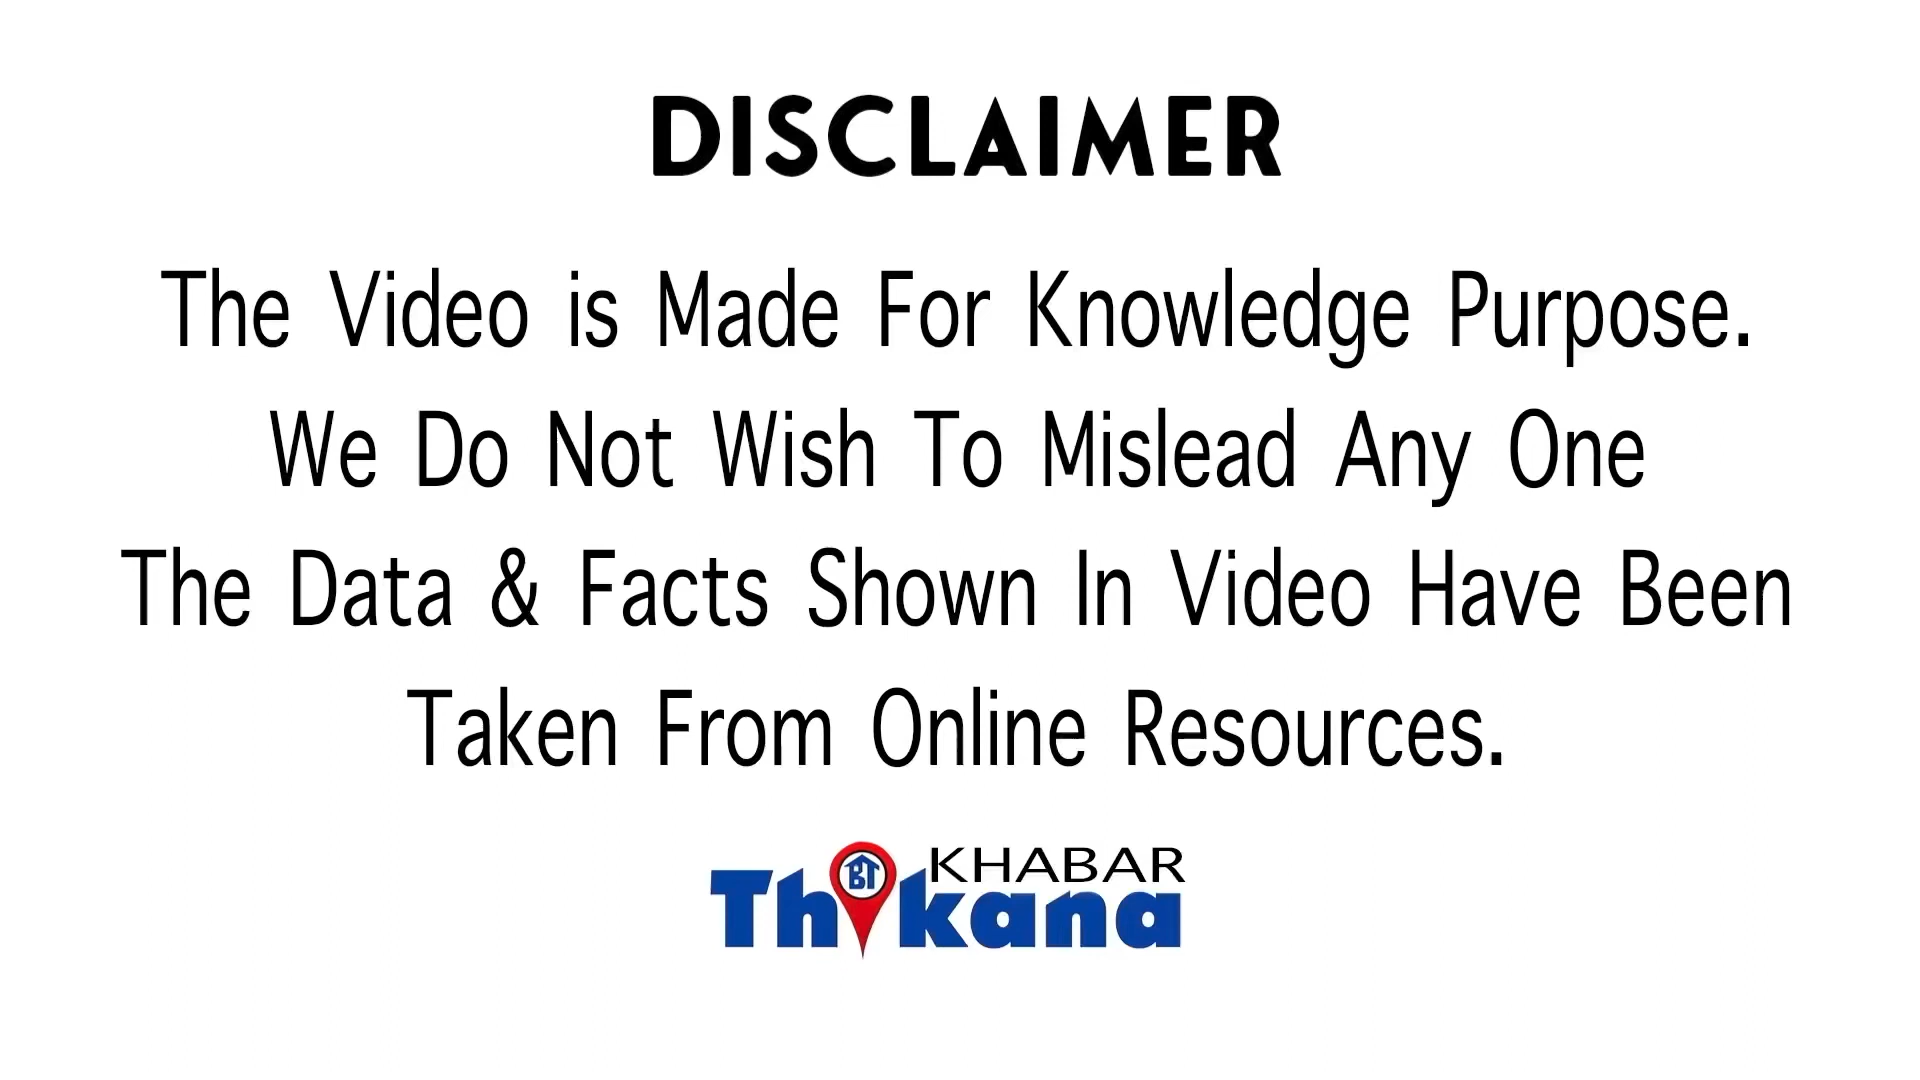 DISCLAIMER
The Video is Made For Knowledge Purpose.
We Do Not Wish To Mislead Any One
The Data & Facts Shown In Video Have Been
Taken From Online Resources.
KHABAR
BT
Thikana